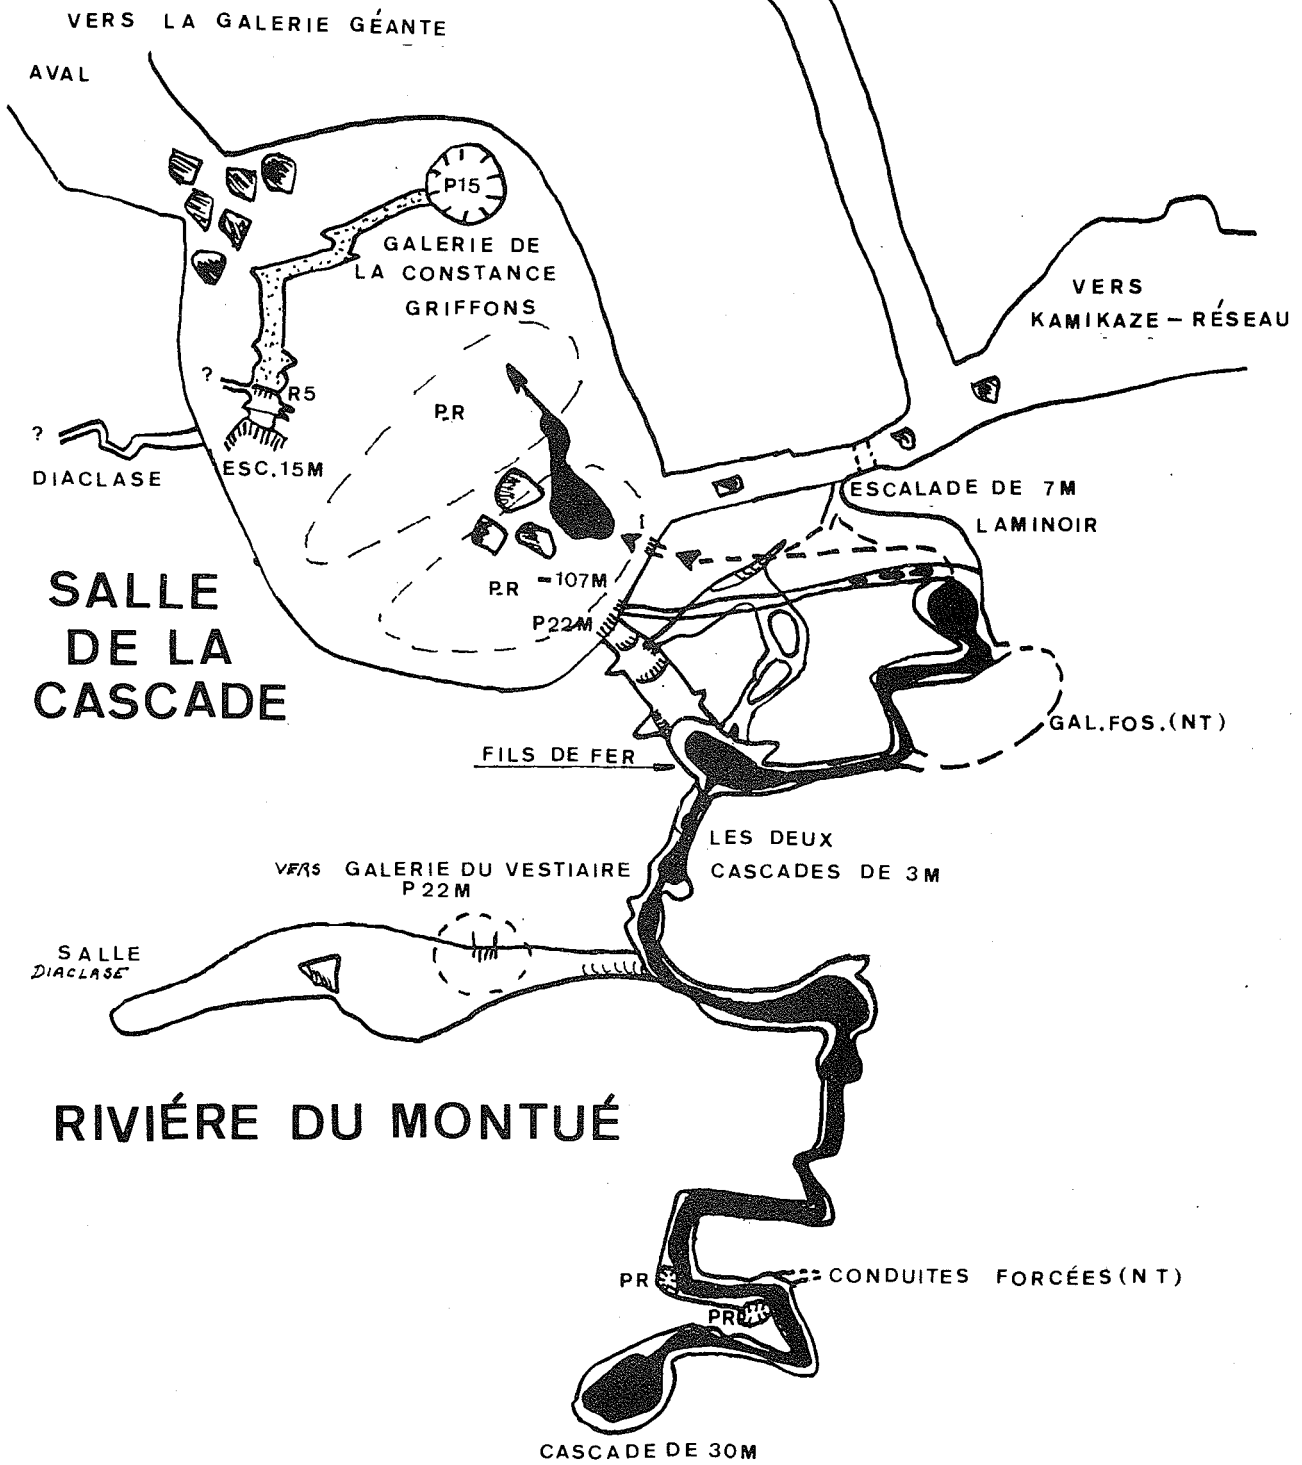 VERS LA GALERIE GÉANTE
AVAL
P15
GALERIE DE
LA CONSTANCE
GRIFFONS
VERS
KAMIKAZE – RÉSEAU
?
R5
P.R
?
DIACLASE
ESC. 15M
ESCALADE DE 7M
LAMINOIR
SALLE
DE LA
CASCADE
P.R
-107M
P22M
GAL.FOS.(NT)
FILS DE FER
LES DEUX
CASCADES DE 3M
VERS GALERIE DU VESTIAIRE
P22M
SALLE
DIACLASE
RIVIÉRE DU MONTUÉ
PR
CONDUITES FORCÉES (NT)
PR
CASCADE DE 30M